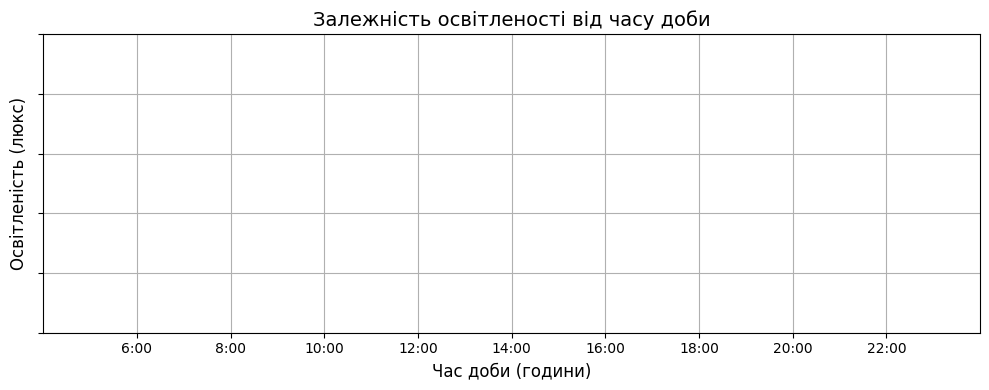 Залежність освітленості від часу доби
Освітленість (люкс)
6:00 8:00 10:00 12:00 14:00 16:00 18:00 20:00 22:00
Час доби (години)